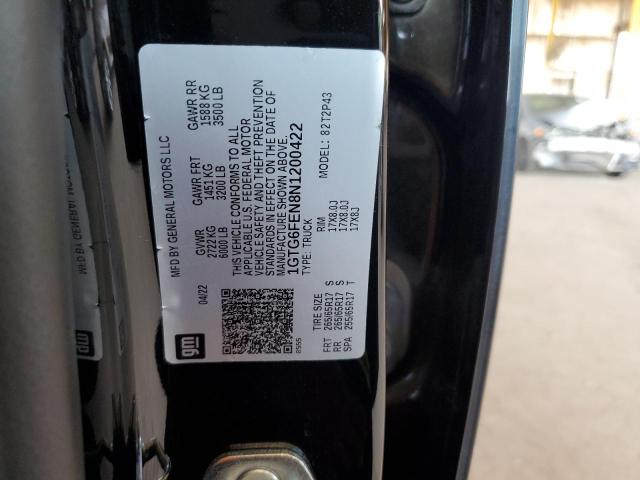 MFD BY GENERAL MOTORS LLC
04/22
GVWR
2722 KG
6000 LB
GAWR FRT
1451 KG
3200 LB
GAWR RR
1588 KG
3500 LB
THIS VEHICLE CONFORMS TO ALL
APPLICABLE U.S. FEDERAL MOTOR
VEHICLE SAFETY AND THEFT PREVENTION
STANDARDS IN EFFECT ON THE DATE OF
MANUFACTURE SHOWN ABOVE.
1GTG6FEN8N1200422
TYPE: TRUCK
MODEL: 82T2P43
gm
8555
TIRE SIZE RIM
FRT 265/65R17 S 17X8.0J
RR 265/65R17 S 17X8.0J
SPA 255/65R17 T 17X8J